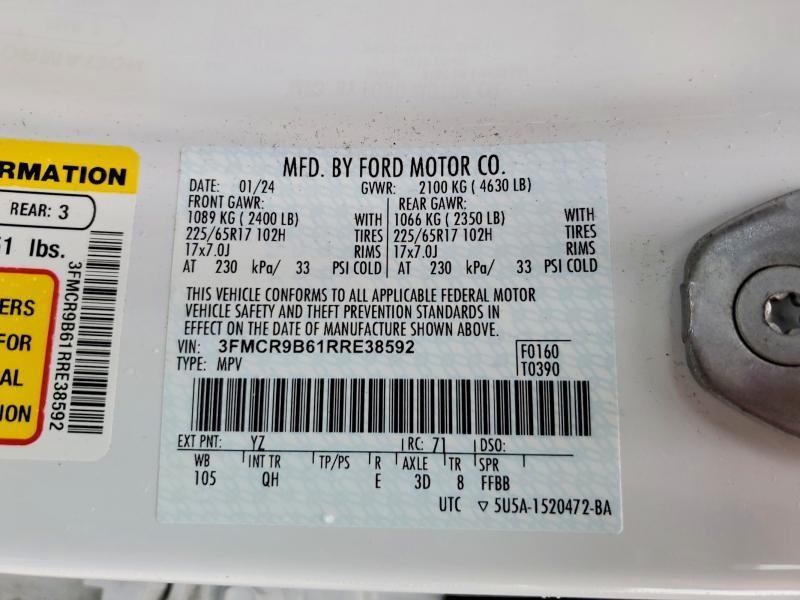 RMATION
REAR: 3
51 lbs.
ERS
FOR
AL
ION
3FMCR9B61RRE38592
MFD. BY FORD MOTOR CO.
DATE: 01/24 GVWR: 2100 KG ( 4630 LB)
FRONT GAWR: REAR GAWR:
1089 KG ( 2400 LB) WITH 1066 KG ( 2350 LB) WITH
225/65R17 102H TIRES 225/65R17 102H TIRES
17x7.0J RIMS 17x7.0J RIMS
AT 230 kPa/ 33 PSI COLD AT 230 kPa/ 33 PSI COLD
THIS VEHICLE CONFORMS TO ALL APPLICABLE FEDERAL MOTOR
VEHICLE SAFETY AND THEFT PREVENTION STANDARDS IN
EFFECT ON THE DATE OF MANUFACTURE SHOWN ABOVE.
VIN: 3FMCR9B61RRE38592 F0160
TYPE: MPV T0390
EXT PNT: YZ RC: 71 DSO:
WB INT TR TP/PS R AXLE TR SPR
105 QH E 3D 8 FFBB
UTC ▽ 5U5A-1520472-BA